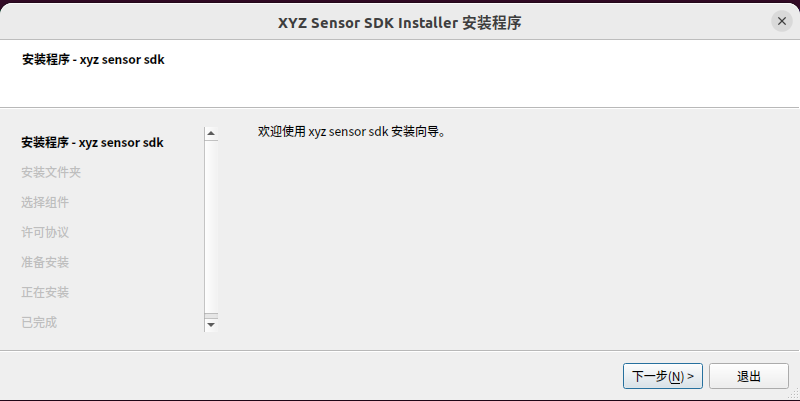 XYZ Sensor SDK Installer 安装程序
安装程序 - xyz sensor sdk
安装程序 - xyz sensor sdk
安装文件夹
选择组件
许可协议
准备安装
正在安装
已完成
欢迎使用 xyz sensor sdk 安装向导。
下一步(N) >
退出